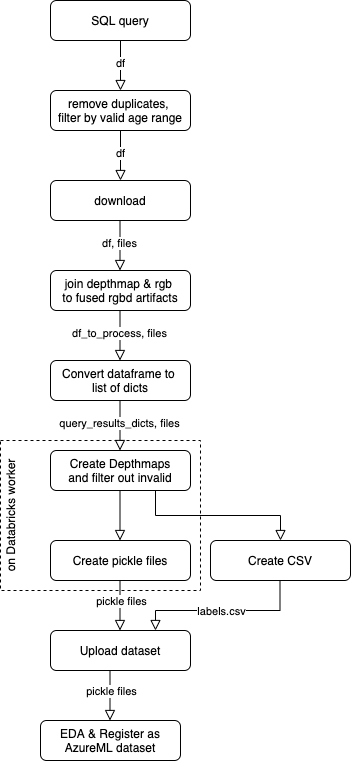 SQL query
df
remove duplicates,
filter by valid age range
df
download
df, files
join depthmap & rgb
to fused rgbd artifacts
df_to_process, files
Convert dataframe to
list of dicts
query_results_dicts, files
on Databricks worker
Create Depthmaps
and filter out invalid
Create pickle files
Create CSV
pickle files
labels.csv
Upload dataset
pickle files
EDA & Register as
AzureML dataset